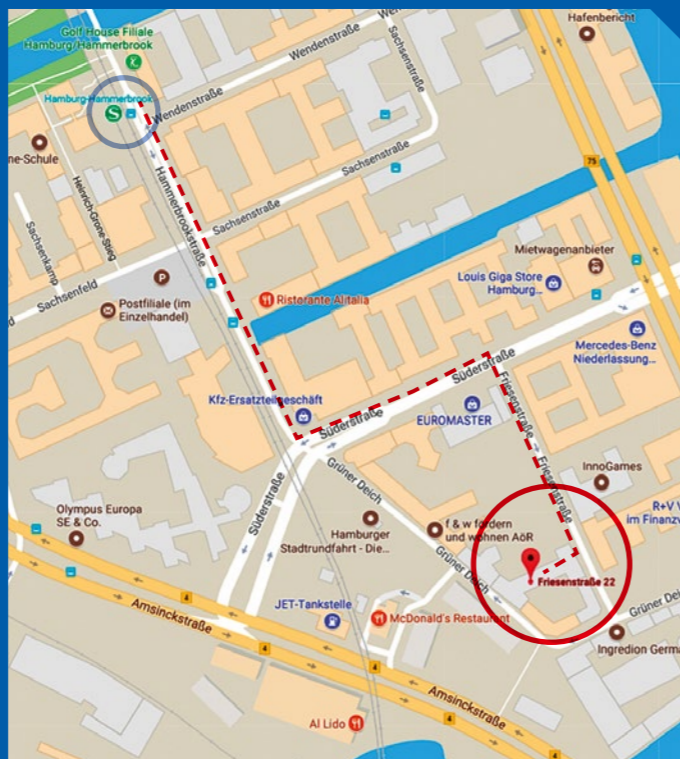 Hafenbericht
Golf House Filiale
Hamburg/Hammerbrook
Wendenstraße
Sachsenstraße
Hamburg-Hammerbrook
S
Wendenstraße
ne-Schule
75
Heinrich-Grone-Stieg
Hammerbrookstraße
Sachsenstraße
Sachsenstraße
Sachsenkamp
Sachsenfeld
P
Postfiliale (im
Einzelhandel)
Mietwagenanbieter
Louis Giga Store
Hamburg...
Ristorante Alitalia
Mercedes-Benz
Niederlassung...
Süderstraße
Friesenstraße
Kfz-Ersatzteilgeschäft
Süderstraße
EUROMASTER
Friesenstraße
InnoGames
Grüner Deich
Süderstraße
Olympus Europa
SE & Co.
Hamburger
Stadtrundfahrt - Die...
f & w fördern
und wohnen AöR
R+V V
im Finanzv
Grüner Deich
Friesenstraße 22
4
Amsinckstraße
JET-Tankstelle
McDonald's Restaurant
Grüner Dei
Ingredion Germa
4
4
Amsinckstraße
4
Al Lido
4